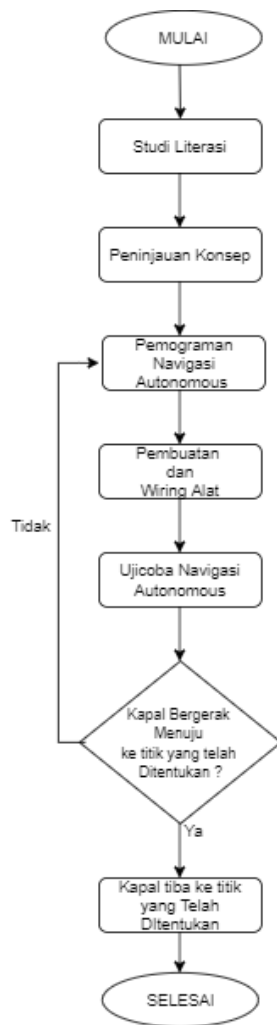 MULAI
Studi Literasi
Peninjauan Konsep
Pemograman
Navigasi
Autonomous
Pembuatan
dan
Wiring Alat
Tidak
Ujicoba Navigasi
Autonomous
Kapal Bergerak
Menuju
ke titik yang telah
Ditentukan ?
Ya
Kapal tiba ke titik
yang Telah
DItentukan
SELESAI